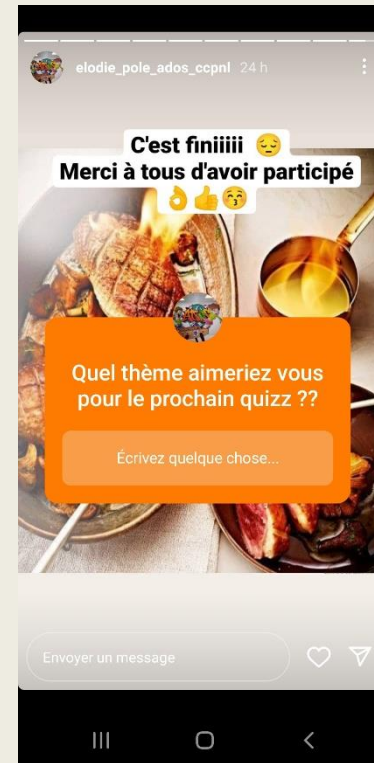 elodie_pole_ados_ccpnl 24 h
C'est finiiiii 😔
Merci à tous d'avoir participé
👌👍😚
Quel thème aimeriez vous
pour le prochain quizz ??
Écrivez quelque chose...
Envoyer un message